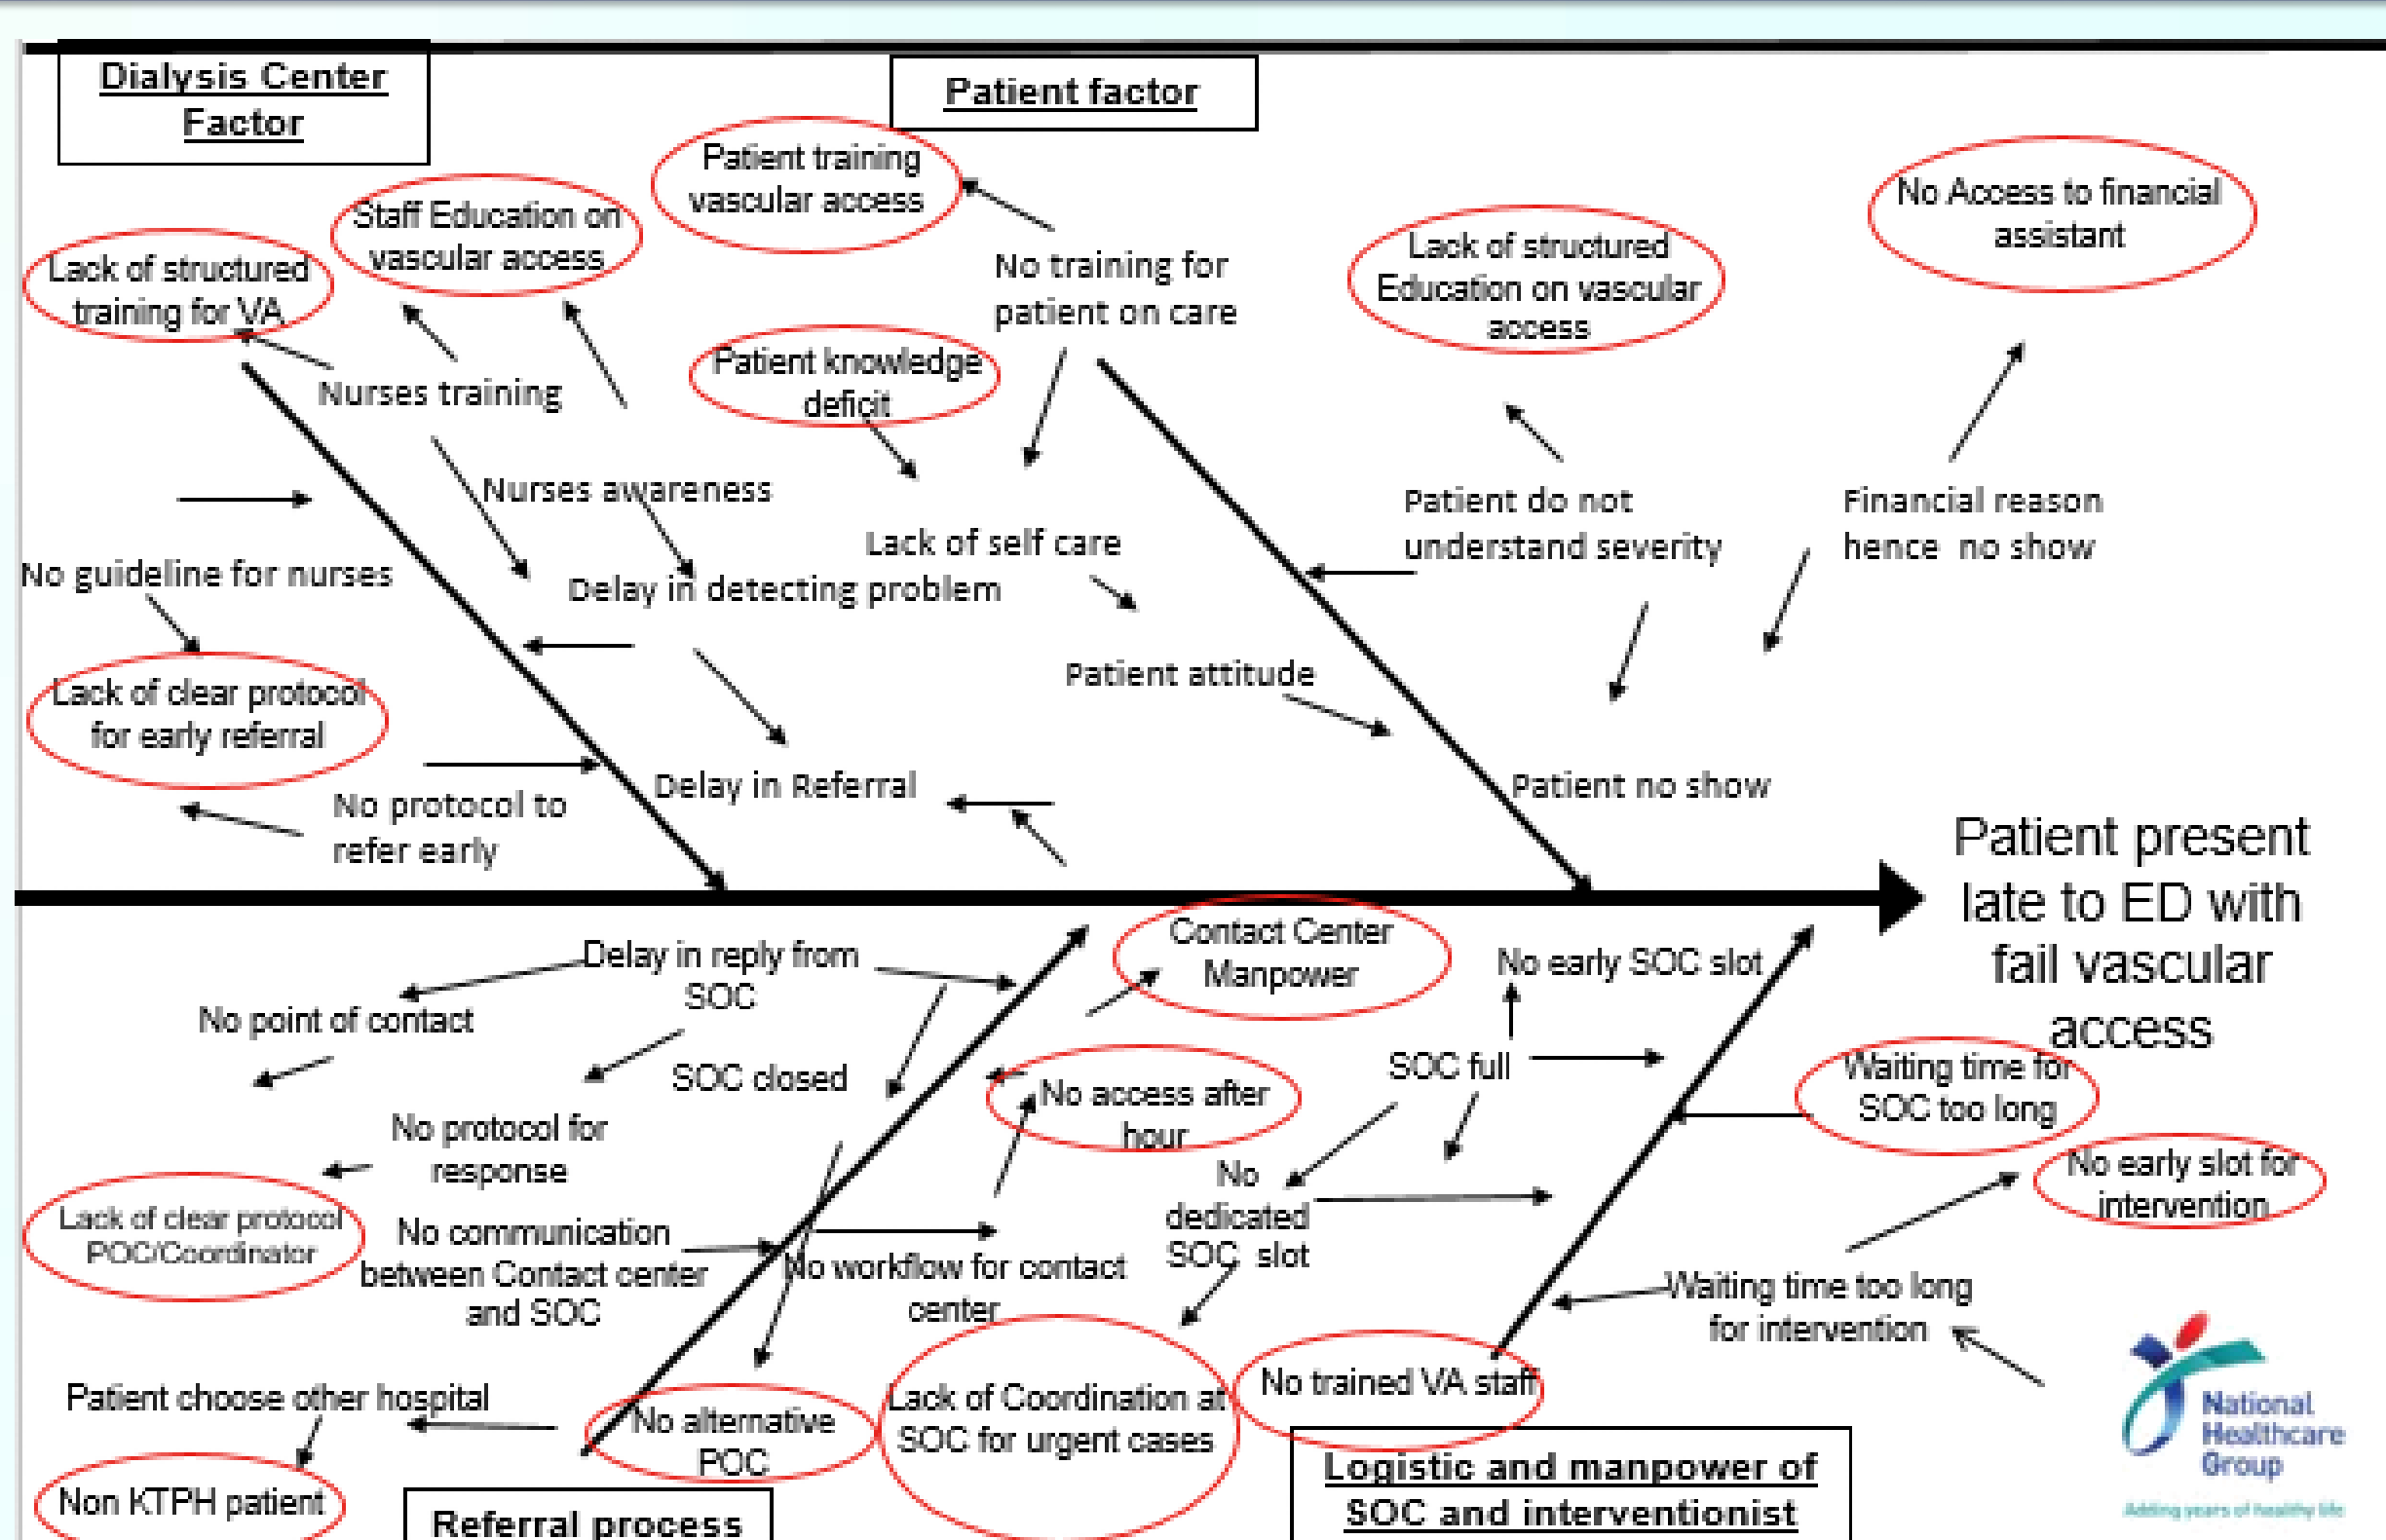 Dialysis Center
Factor
Patient factor
Patient training
vascular access
Staff Education on
vascular access
Lack of structured
training for VA
No Access to financial
assistant
Lack of structured
Education on vascular
access
No training for
patient on care
Patient knowledge
deficit
Nurses training
Nurses awareness
Patient do not
understand severity
Financial reason
hence no show
Lack of self care
No guideline for nurses
Delay in detecting problem
Patient attitude
Lack of clear protocol
for early referral
Delay in Referral
Patient no show
No protocol to
refer early
Patient present
late to ED with
fail vascular
access
Delay in reply from
SOC
Contact Center
Manpower
No early SOC slot
No point of contact
SOC closed
SOC full
No access after
hour
Waiting time for
SOC too long
No protocol for
response
No early slot for
intervention
No
dedicated
SOC slot
Lack of clear protocol
POC/Coordinator
No communication
between Contact center
and SOC
No workflow for contact
center
Waiting time too long
for intervention
Patient choose other hospital
No alternative
POC
Lack of Coordination at
SOC for urgent cases
No trained VA staff
Non KTPH patient
Referral process
Logistic and manpower of
SOC and interventionist
National
Healthcare
Group
Adding years of healthy life